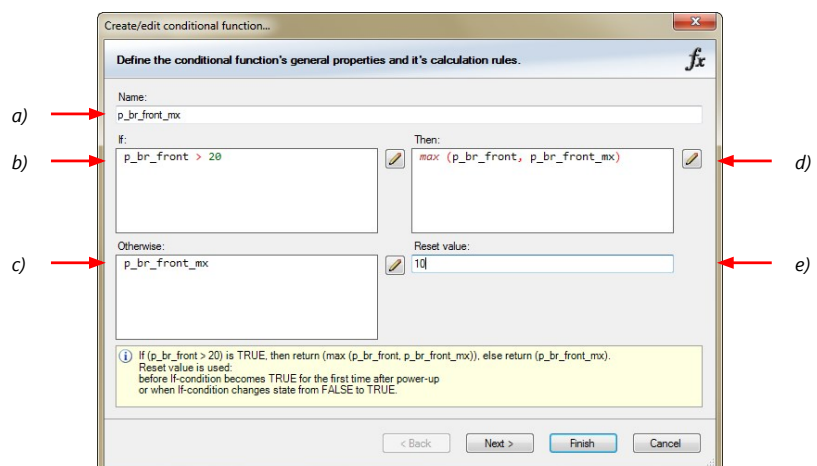 Create/edit conditional function...
Define the conditional function's general properties and it's calculation rules.
fx
Name:
a)
p_br_front_mx
If:
Then:
b)
p_br_front > 20
max (p_br_front, p_br_front_mx)
d)
Otherwise:
Reset value:
c)
p_br_front_mx
10
e)
If (p_br_front > 20) is TRUE, then return (max (p_br_front, p_br_front_mx)), else return (p_br_front_mx).
Reset value is used:
before If-condition becomes TRUE for the first time after power-up
or when If-condition changes state from FALSE to TRUE.
< Back
Next >
Finish
Cancel